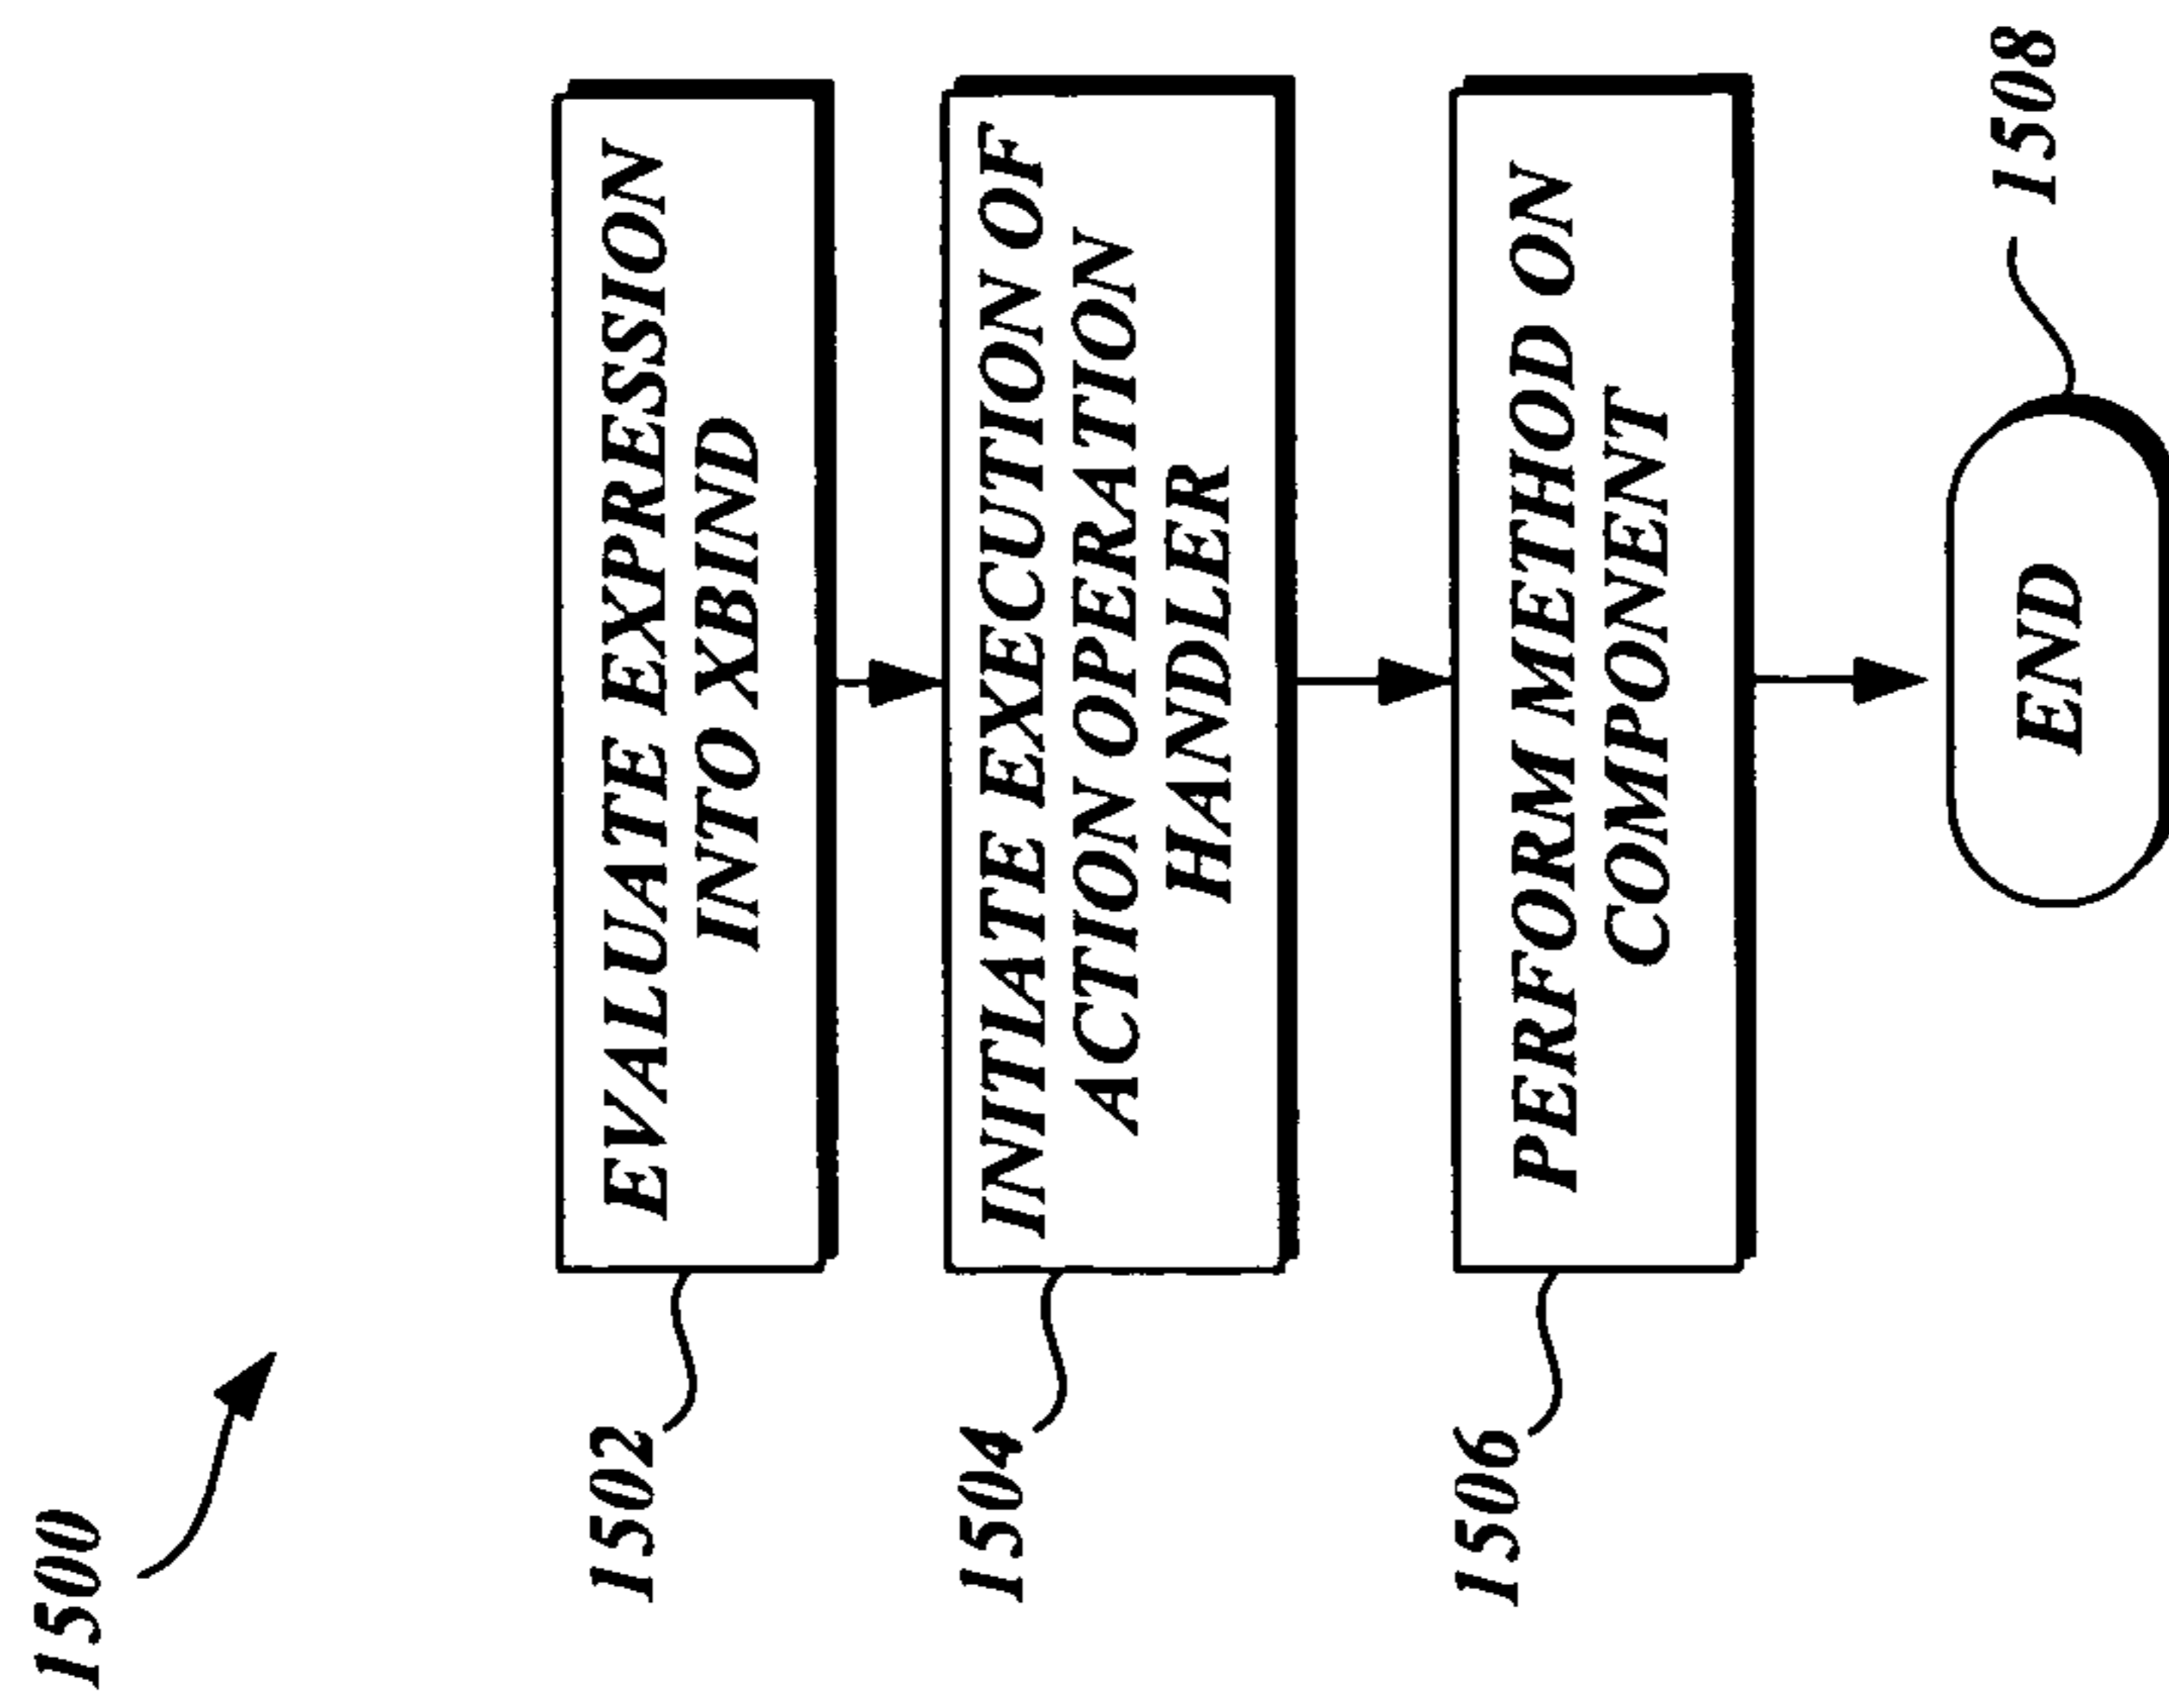 1500
1502
EVALUATE EXPRESSION
INTO XBIND
1504
INITIATE EXECUTION OF
ACTION OPERATION
HANDLER
1506
PERFORM METHOD ON
COMPONENT
1508
END